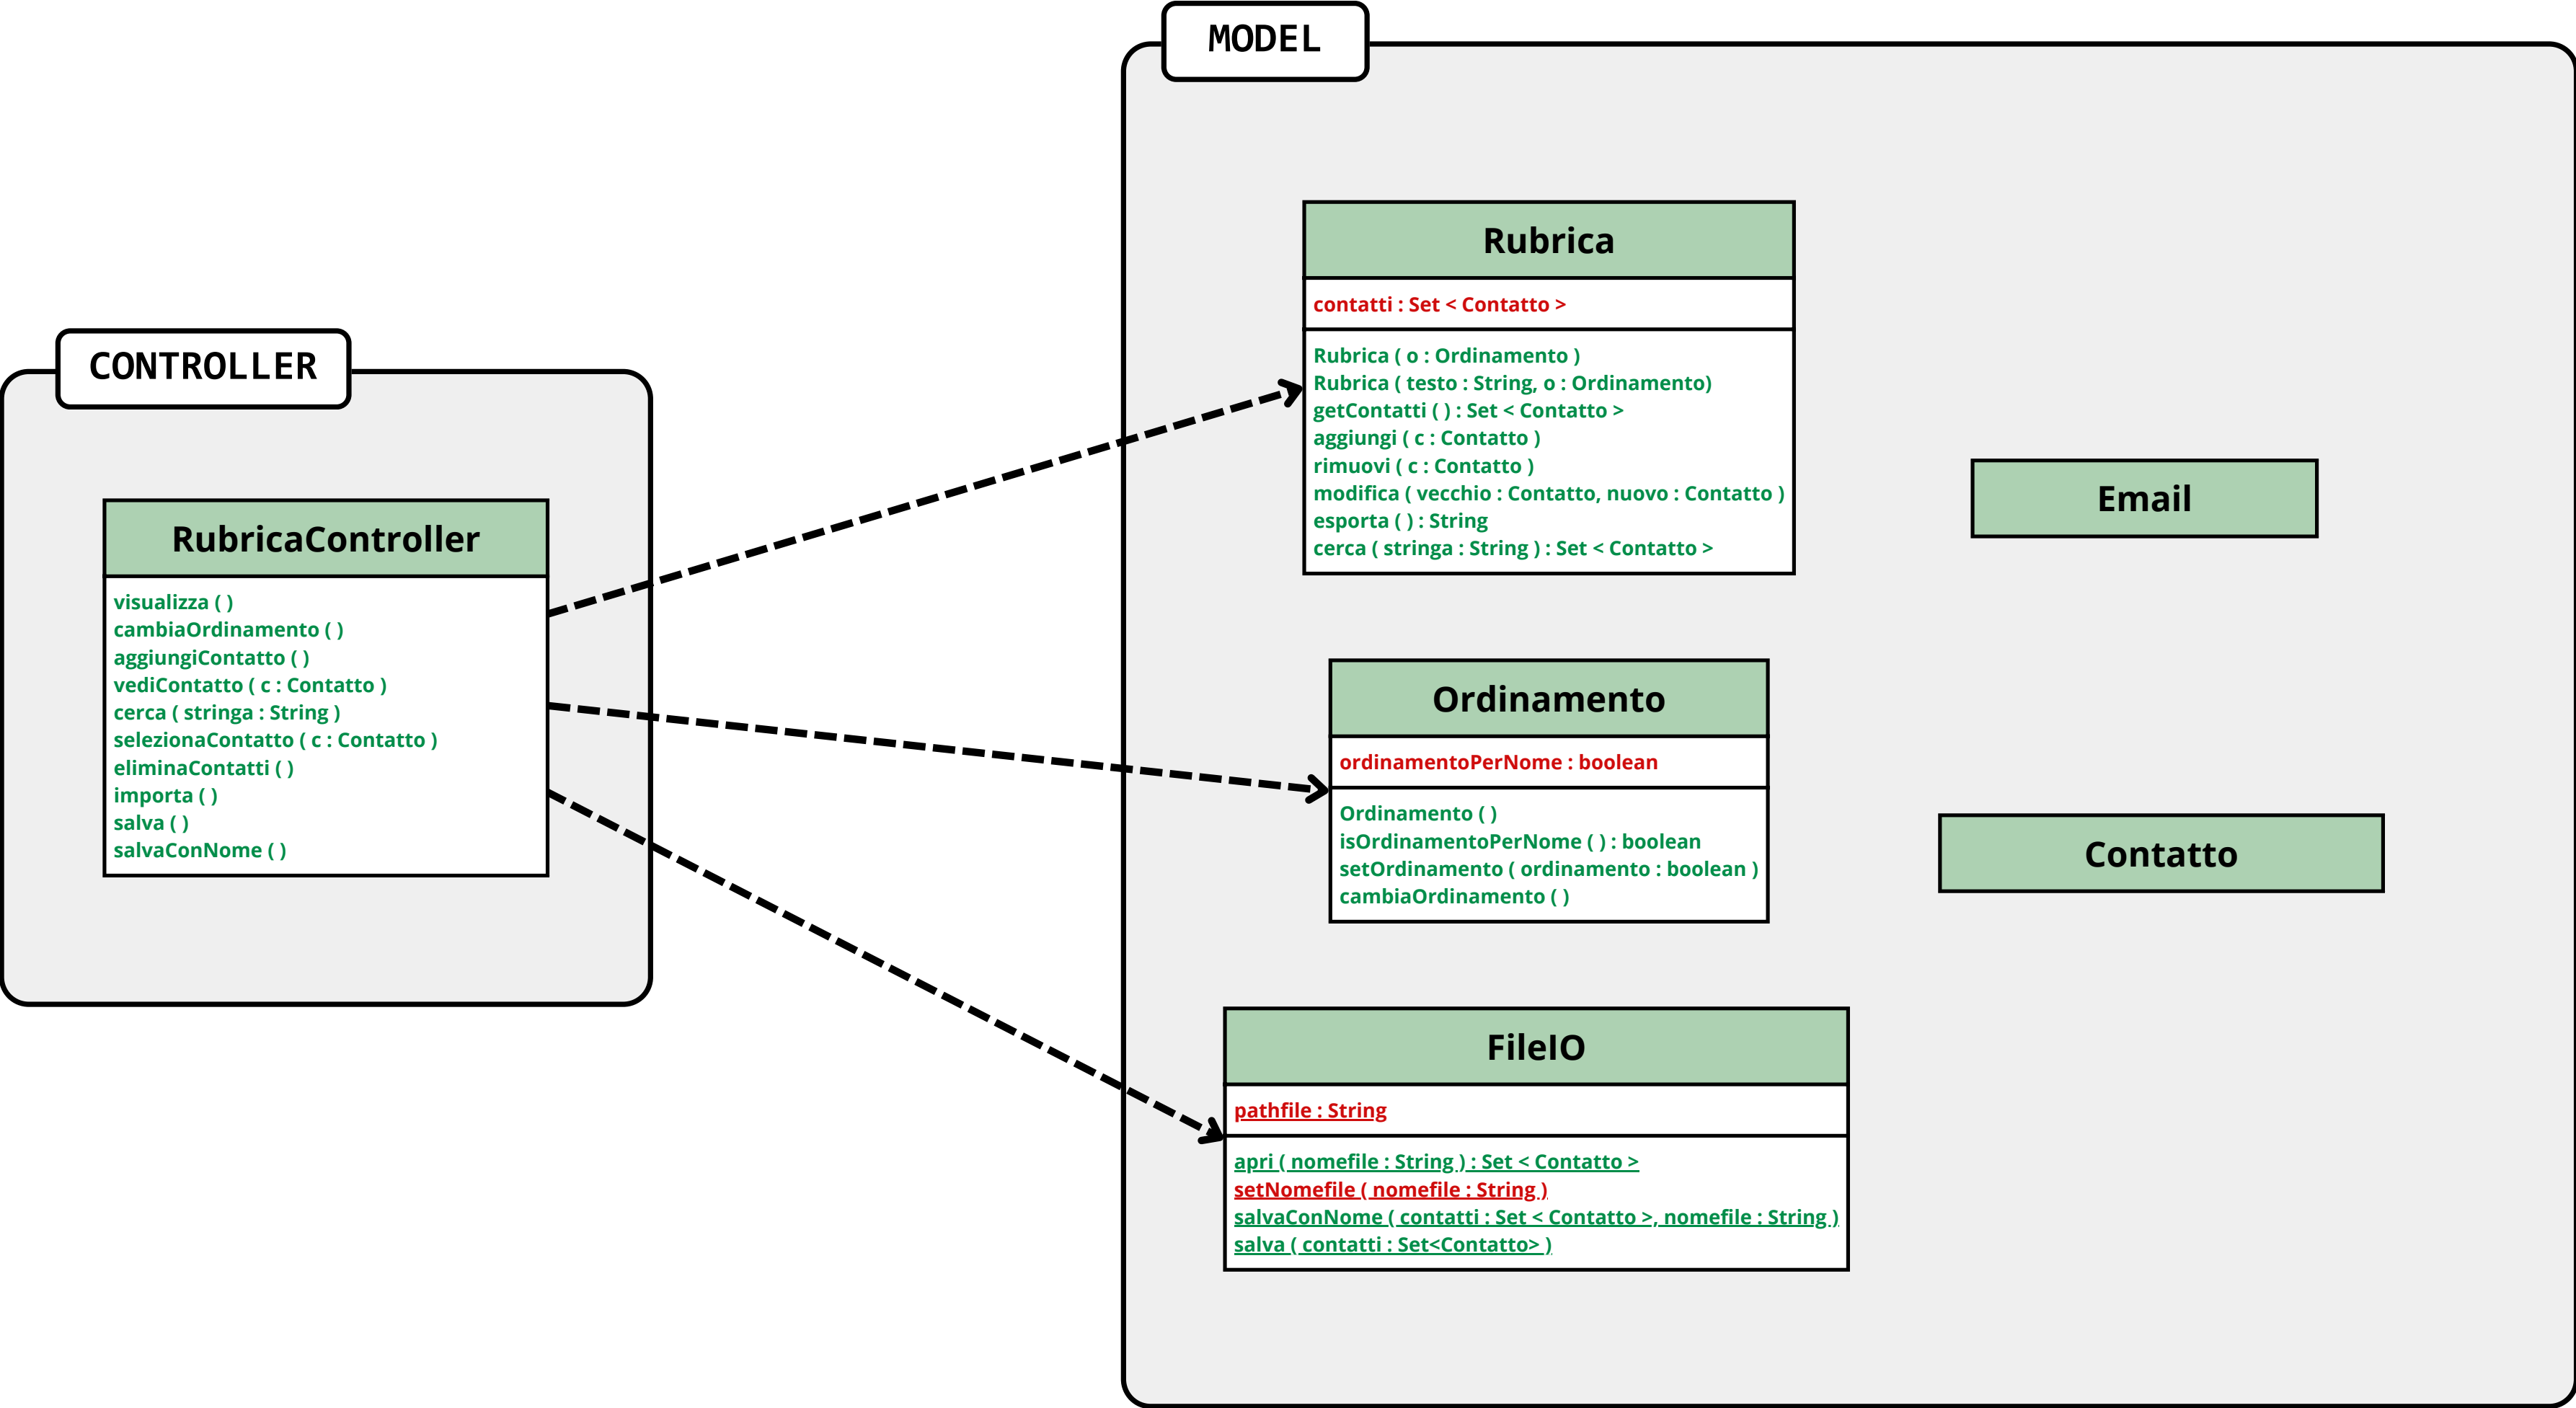 MODEL
Rubrica
contatti : Set < Contatto >
Rubrica ( o : Ordinamento )
Rubrica ( testo : String, o : Ordinamento)
getContatti ( ) : Set < Contatto >
aggiungi ( c : Contatto )
rimuovi ( c : Contatto )
modifica ( vecchio : Contatto, nuovo : Contatto )
esporta ( ) : String
cerca ( stringa : String ) : Set < Contatto >
CONTROLLER
RubricaController
visualizza ( )
cambiaOrdinamento ( )
aggiungiContatto ( )
vediContatto ( c : Contatto )
cerca ( stringa : String )
selezionaContatto ( c : Contatto )
eliminaContatti ( )
importa ( )
salva ( )
salvaConNome ( )
Email
Ordinamento
ordinamentoPerNome : boolean
Ordinamento ( )
isOrdinamentoPerNome ( ) : boolean
setOrdinamento ( ordinamento : boolean )
cambiaOrdinamento ( )
Contatto
FileIO
pathfile : String
apri ( nomefile : String ) : Set < Contatto >
setNomefile ( nomefile : String )
salvaConNome ( contatti : Set < Contatto >, nomefile : String )
salva ( contatti : Set<Contatto> )